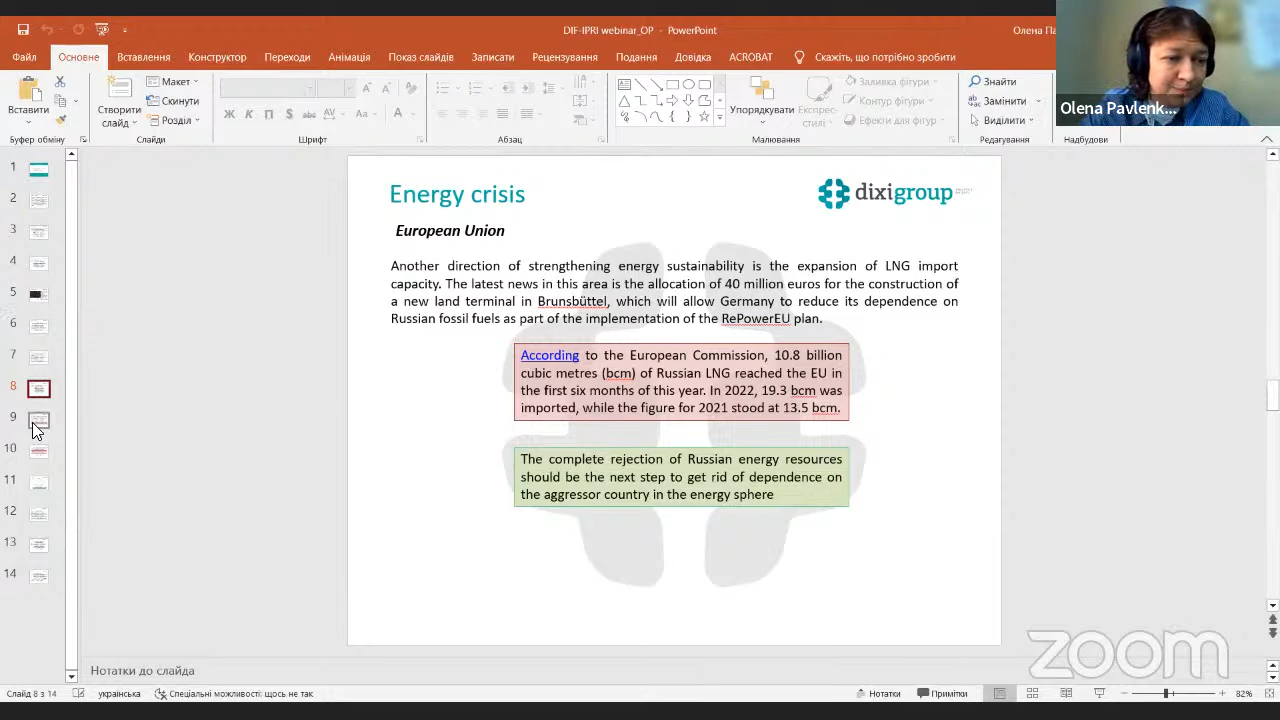 DIF-IPRI webinar_OP - PowerPoint
Олена Па
Файл Основне Вставлення Конструктор Переходи Анімація Показ слайдів Записати Рецензування Подання Довідка ACROBAT Скажіть, що потрібно зробити
Вставити
Створити слайд
Макет
Скинути
Розділ
Ж К П S abc AV Aa A
Упорядкувати
Експрес-стилі
Заливка фігури
Контур фігури
Ефекти для фігур
Знайти
Замінити
Виділити
Буфер обміну Слайди Шрифт Абзац Малювання Редагування Надбудови
Olena Pavlenk...
1
2
3
4
5
6
7
8
9
10
11
12
13
14
Energy crisis
dixigroup
European Union
Another direction of strengthening energy sustainability is the expansion of LNG import
capacity. The latest news in this area is the allocation of 40 million euros for the construction of
a new land terminal in Brunsbüttel, which will allow Germany to reduce its dependence on
Russian fossil fuels as part of the implementation of the RePowerEU plan.
According to the European Commission, 10.8 billion
cubic metres (bcm) of Russian LNG reached the EU in
the first six months of this year. In 2022, 19.3 bcm was
imported, while the figure for 2021 stood at 13.5 bcm.
The complete rejection of Russian energy resources
should be the next step to get rid of dependence on
the aggressor country in the energy sphere
zoom
Нотатки до слайда
Слайд 8 з 14 українська Спеціальні можливості: щось не так Нотатки Примітки 82%